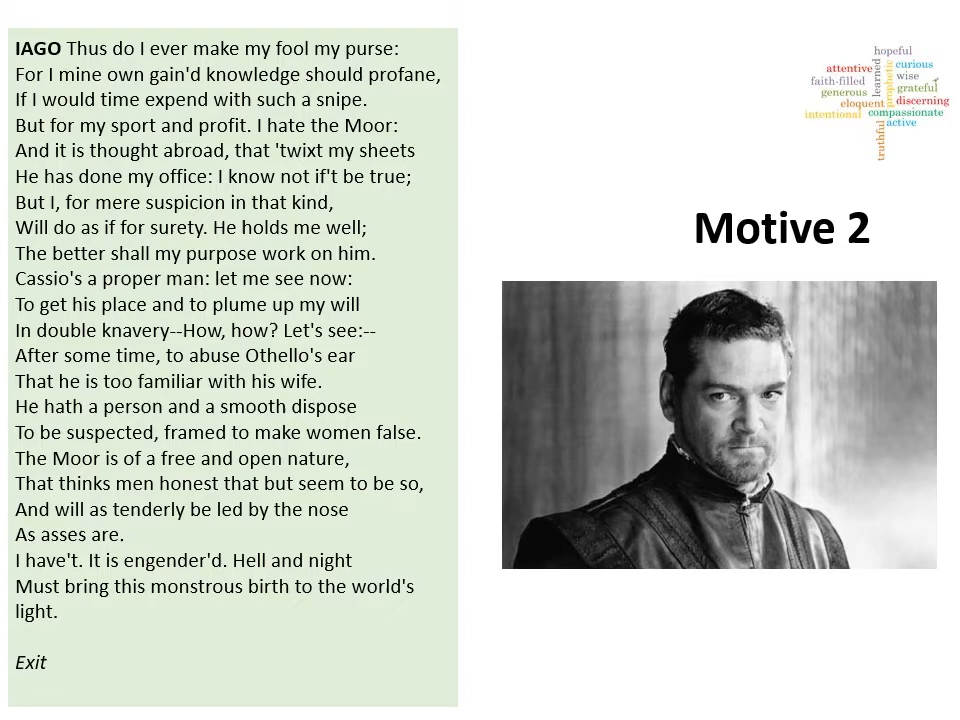 IAGO Thus do I ever make my fool my purse:
For I mine own gain'd knowledge should profane,
If I would time expend with such a snipe.
But for my sport and profit. I hate the Moor:
And it is thought abroad, that 'twixt my sheets
He has done my office: I know not if't be true;
But I, for mere suspicion in that kind,
Will do as if for surety. He holds me well;
The better shall my purpose work on him.
Cassio's a proper man: let me see now:
To get his place and to plume up my will
In double knavery--How, how? Let's see:--
After some time, to abuse Othello's ear
That he is too familiar with his wife.
He hath a person and a smooth dispose
To be suspected, framed to make women false.
The Moor is of a free and open nature,
That thinks men honest that but seem to be so,
And will as tenderly be led by the nose
As asses are.
I have't. It is engender'd. Hell and night
Must bring this monstrous birth to the world's
light.
Exit
hopeful
attentive
learned
prophetic
curious
faith-filled
wise
generous
grateful
eloquent
discerning
intentional
compassionate
active
truthful
Motive 2